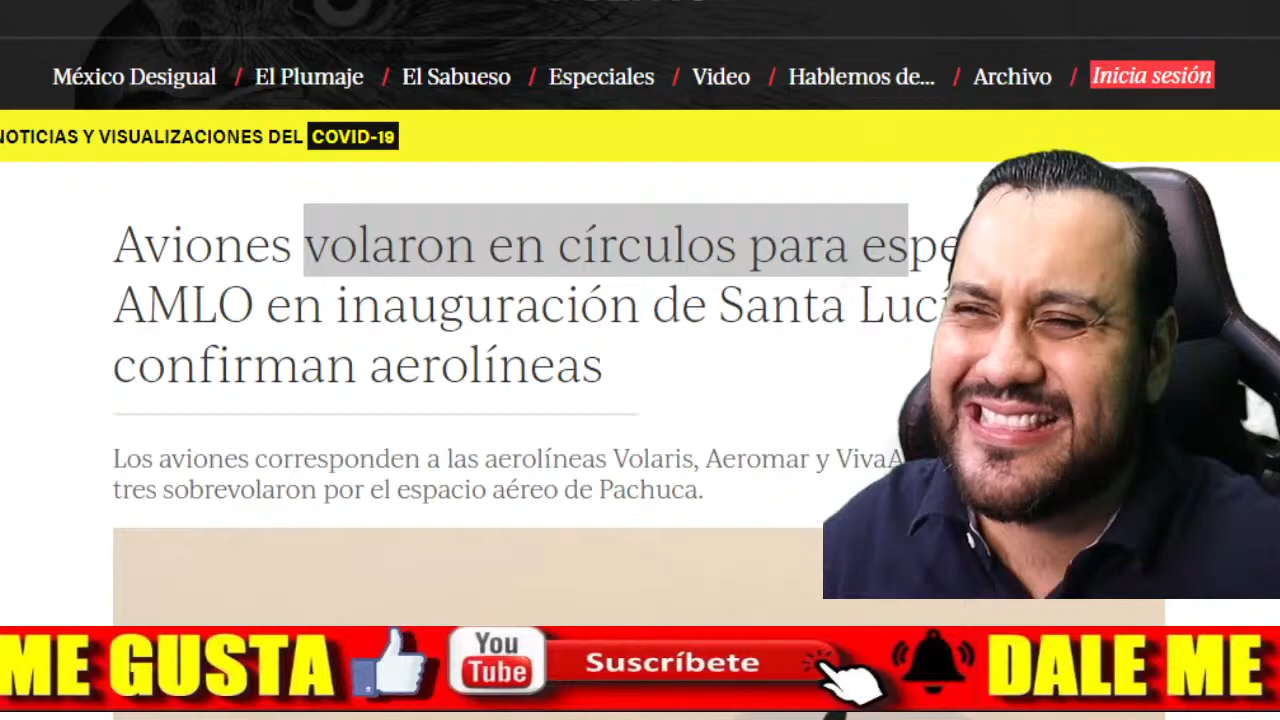 México Desigual / El Plumaje / El Sabueso / Especiales / Video / Hablemos de... / Archivo / Inicia sesión
NOTICIAS Y VISUALIZACIONES DEL COVID-19
Aviones volaron en círculos para espe
AMLO en inauguración de Santa Luc
confirman aerolíneas
Los aviones corresponden a las aerolíneas Volaris, Aeromar y VivaA
tres sobrevolaron por el espacio aéreo de Pachuca.
ME GUSTA You Tube Suscríbete DALE ME